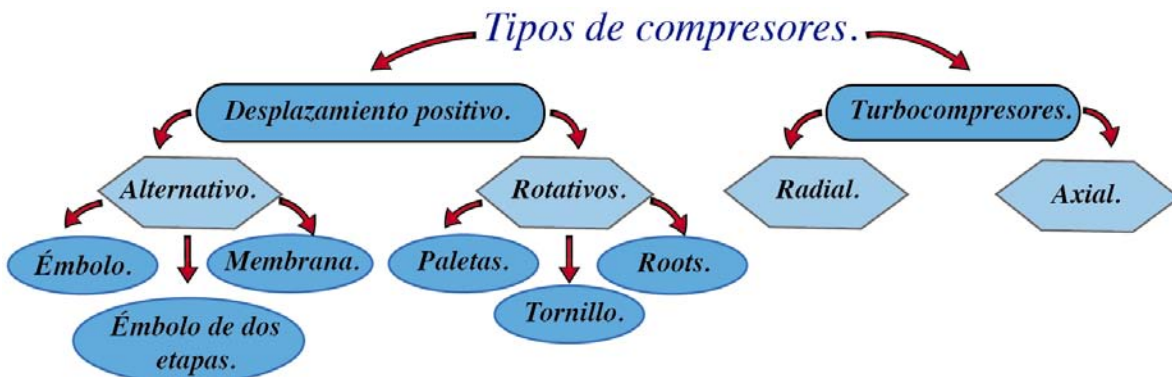 Tipos de compresores.
Desplazamiento positivo.
Turbocompresores.
Alternativo.
Rotativos.
Radial.
Axial.
Émbolo.
Membrana.
Paletas.
Roots.
Émbolo de dos
etapas.
Tornillo.